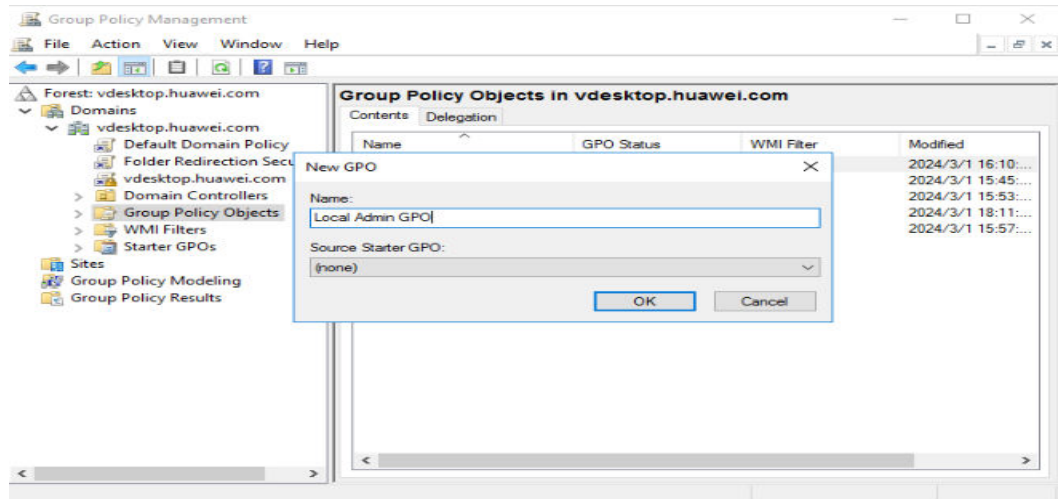 Group Policy Management
File Action View Window Help
Forest: vdesktop.huawei.com
Domains
vdesktop.huawei.com
Default Domain Policy
Folder Redirection Secu
vdesktop.huawei.com
Domain Controllers
Group Policy Objects
WMI Filters
Starter GPOs
Sites
Group Policy Modeling
Group Policy Results
Group Policy Objects in vdesktop.huawei.com
Contents Delegation
Name GPO Status WMI Filter Modified
2024/3/1 16:10:...
2024/3/1 15:45:...
2024/3/1 15:53:...
2024/3/1 18:11:...
2024/3/1 15:57:...
New GPO
Name:
Local Admin GPO
Source Starter GPO:
(none)
OK Cancel